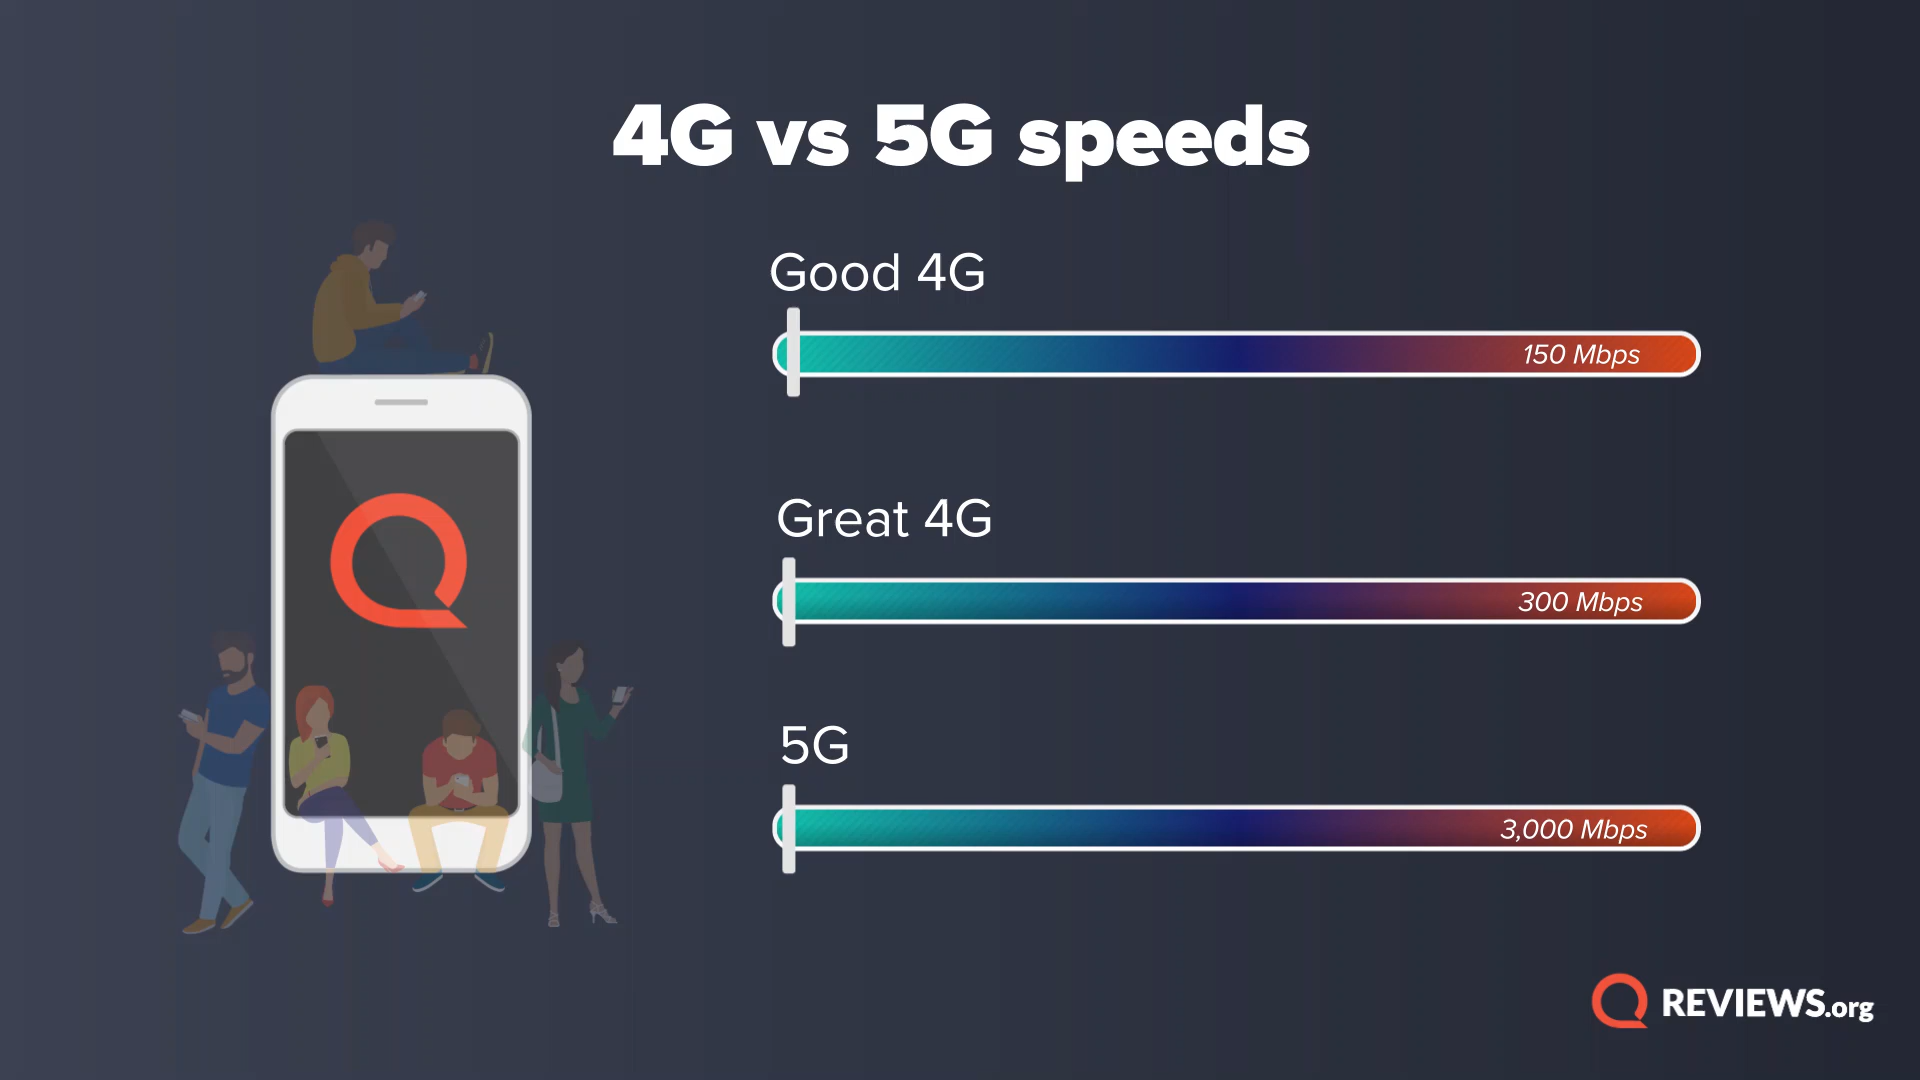 4G vs 5G speeds
Good 4G
150 Mbps
Great 4G
300 Mbps
5G
3,000 Mbps
REVIEWS.org